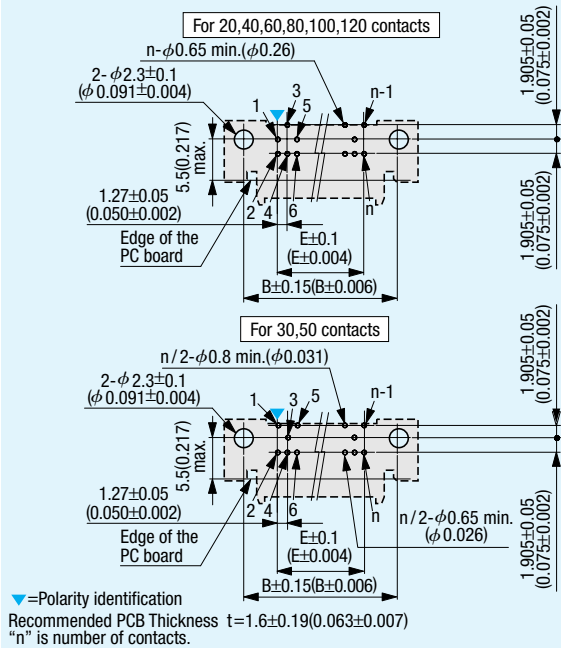 For 20,40,60,80,100,120 contacts
n-φ0.65 min.(φ0.26)
2-φ2.3±0.1
(φ0.091±0.004)
1
3
5
n-1
1.905±0.05
(0.075±0.002)
5.5(0.217)
max.
1.27±0.05
(0.050±0.002)
2
4
6
n
1.905±0.05
(0.075±0.002)
Edge of the
PC board
E±0.1
(E±0.004)
B±0.15(B±0.006)
For 30,50 contacts
n/2-φ0.8 min.(φ0.031)
2-φ2.3±0.1
(φ0.091±0.004)
1
3
5
n-1
1.905±0.05
(0.075±0.002)
5.5(0.217)
max.
1.27±0.05
(0.050±0.002)
2
4
6
n
n/2-φ0.65 min.
(φ0.026)
1.905±0.05
(0.075±0.002)
Edge of the
PC board
E±0.1
(E±0.004)
B±0.15(B±0.006)
=Polarity identification
Recommended PCB Thickness t=1.6±0.19(0.063±0.007)
“n” is number of contacts.